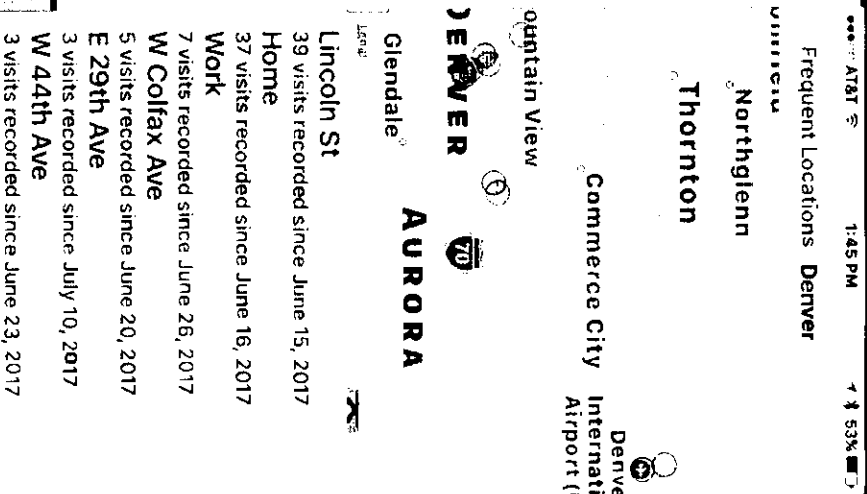 AT&T 1:45 PM 53%
Frequent Locations Denver
Northglenn
Thornton
Commerce City
Denve
Internati
Airport (
ountain View
DENVER
70
AURORA
Glendale
Legal
Lincoln St
39 visits recorded since June 15, 2017
Home
37 visits recorded since June 16, 2017
Work
7 visits recorded since June 26, 2017
W Colfax Ave
5 visits recorded since June 20, 2017
E 29th Ave
3 visits recorded since July 10, 2017
W 44th Ave
3 visits recorded since June 23, 2017